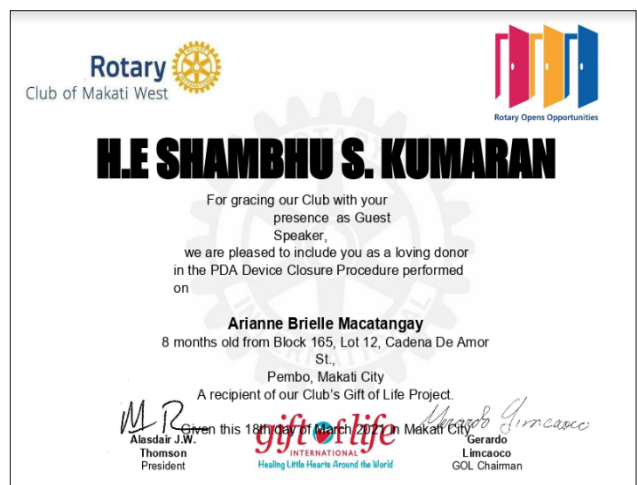 Rotary
Club of Makati West
Rotary Opens Opportunities
H.E SHAMBHU S. KUMARAN
For gracing our Club with your
presence as Guest
Speaker,
we are pleased to include you as a loving donor
in the PDA Device Closure Procedure performed
on
Arianne Brielle Macatangay
8 months old from Block 165, Lot 12, Cadena De Amor
St.,
Pembo, Makati City
A recipient of our Club's Gift of Life Project.
Given this 18th day of March 2021 in Makati City
gift of life
INTERNATIONAL
Healing Little Hearts Around the World
Alasdair J.W.
Thomson
President
Gerardo Limcaoco
Gerardo
Limcaoco
GOL Chairman
ROTARY
INTERNATIONAL